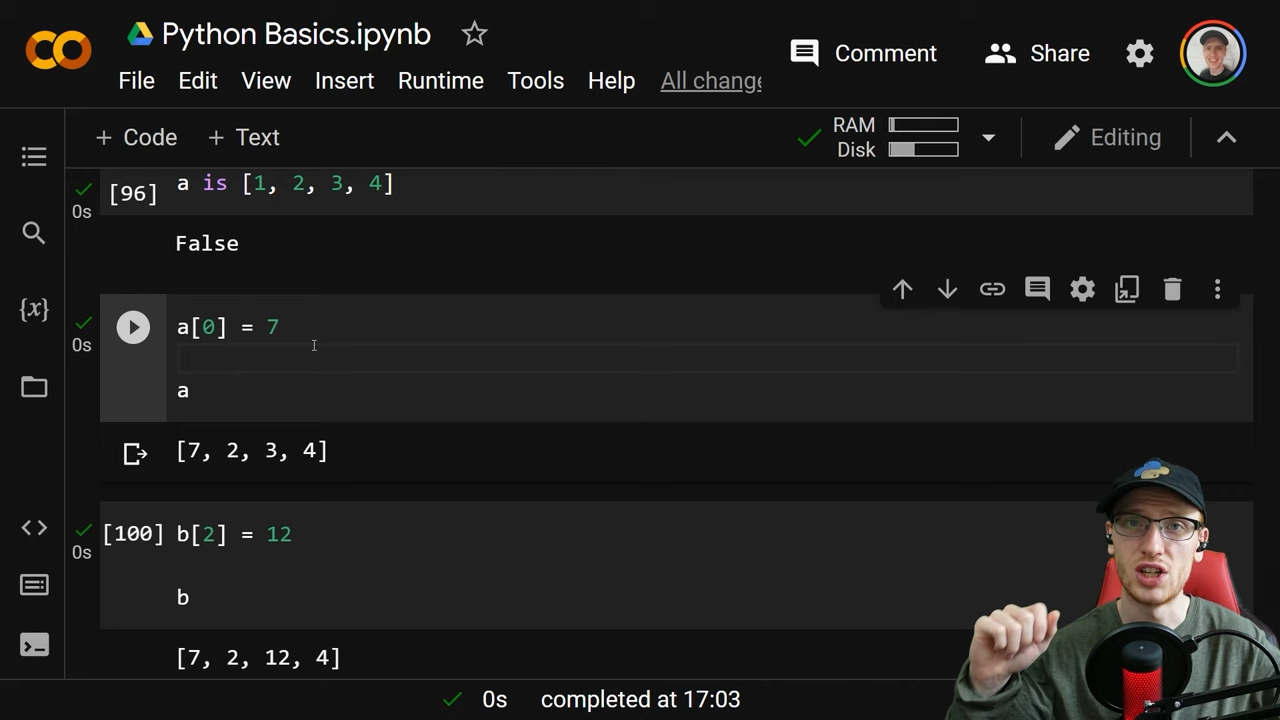 Python Basics.ipynb
Comment
Share
File Edit View Insert Runtime Tools Help All change
+ Code + Text
RAM
Disk
Editing
[96] a is [1, 2, 3, 4]
0s
False
a[0] = 7
0s
a
[7, 2, 3, 4]
{x}
[100] b[2] = 12
0s
b
[7, 2, 12, 4]
0s completed at 17:03